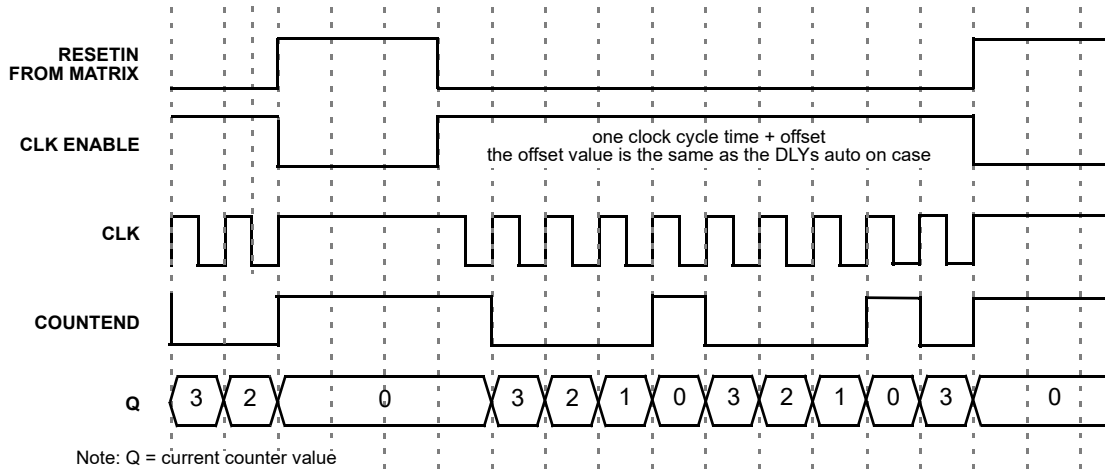 RESETIN
FROM MATRIX
CLK ENABLE
one clock cycle time + offset
the offset value is the same as the DLYs auto on case
CLK
COUNTEND
Q 3 2 0 3 2 1 0 3 2 1 0 3 0
Note: Q = current counter value